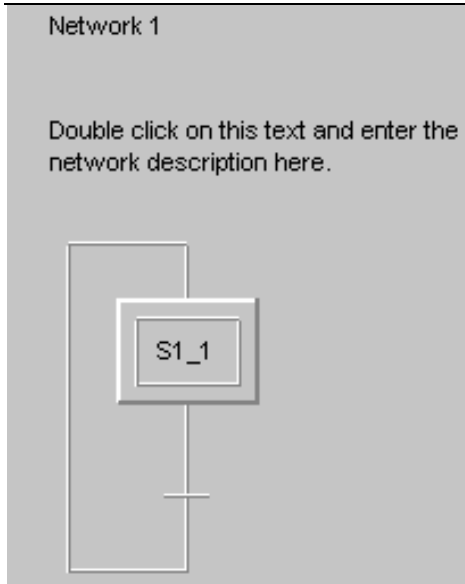 Network 1
Double click on this text and enter the
network description here.
S1_1